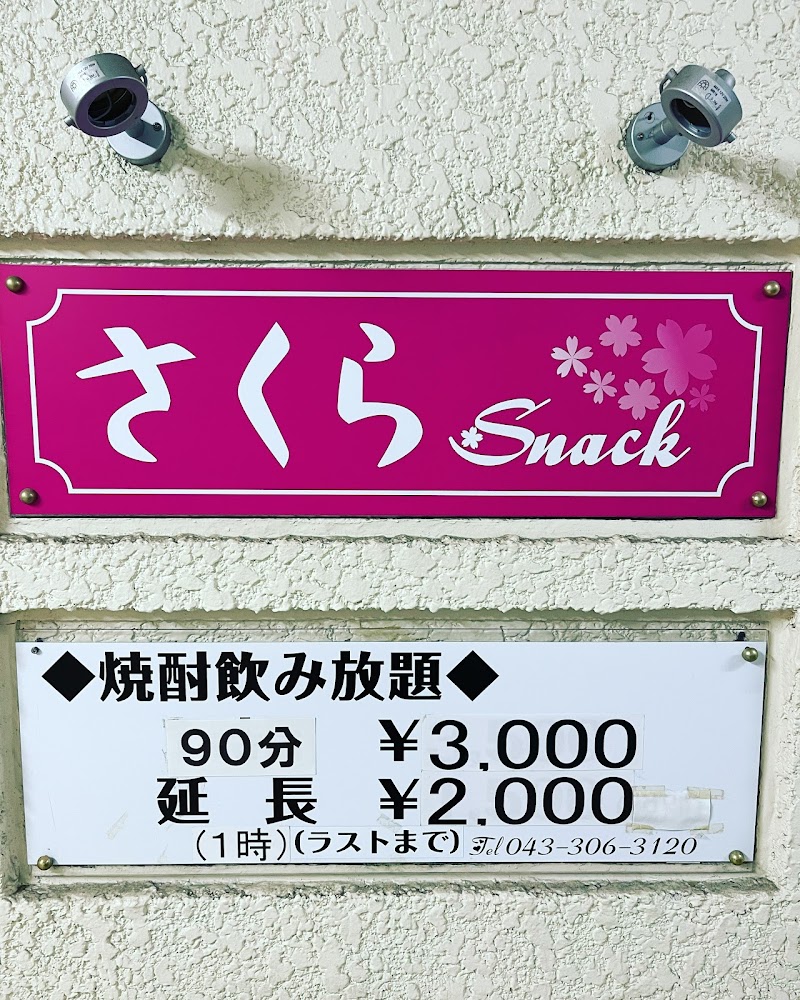 さくら Snack
◆焼酎飲み放題◆
90分 ¥3,000
延 長 ¥2,000
(1時) (ラストまで) Tel 043-306-3120